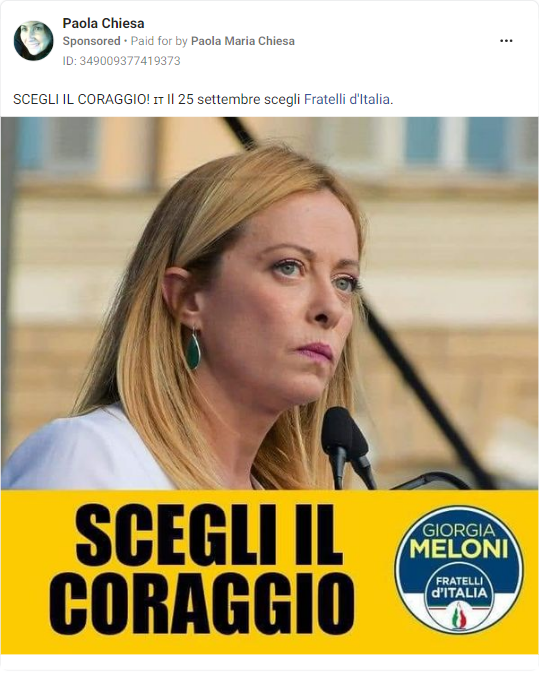 Paola Chiesa
Sponsored • Paid for by Paola Maria Chiesa
ID: 349009377419373
SCEGLI IL CORAGGIO! IT Il 25 settembre scegli Fratelli d'Italia.
SCEGLI IL
CORAGGIO
GIORGIA
MELONI
FRATELLI
d'ITALIA